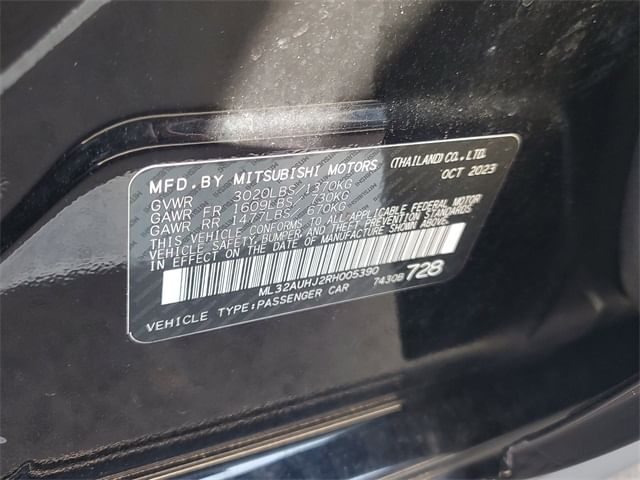 MFD. BY MITSUBISHI MOTORS (THAILAND) CO., LTD.
OCT 2023
GVWR 3020LBS 1370KG
GAWR FR 1609LBS 730KG
GAWR RR 1477LBS 670KG
THIS VEHICLE CONFORMS TO ALL APPLICABLE FEDERAL MOTOR
VEHICLE SAFETY, BUMPER, AND THEFT PREVENTION STANDARDS
IN EFFECT ON THE DATE OF MANUFACTURE SHOWN ABOVE.
ML32AUHJ2RH005390
7430B 728
VEHICLE TYPE:PASSENGER CAR